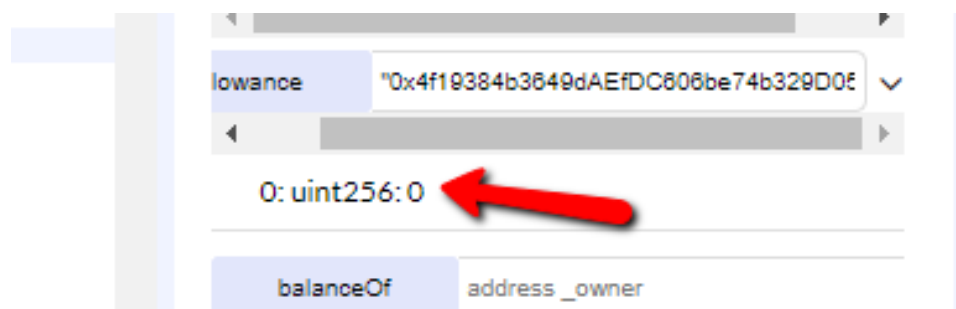 lowance "0x4f19384b3649dAEfDC606be74b329D05
0: uint256: 0
balanceOf address _owner